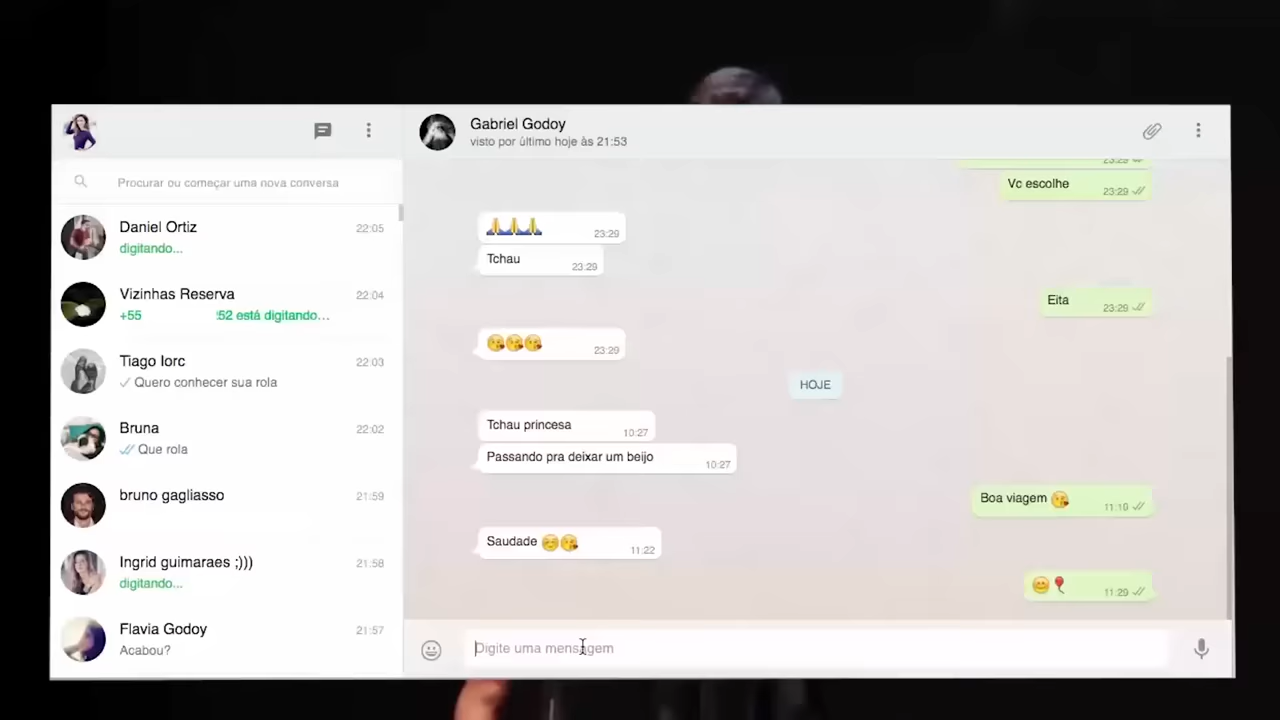 Procurar ou começar uma nova conversa
Daniel Ortiz
22:05
digitando...
Vizinhas Reserva
22:04
+55
52 está digitando...
Tiago Iorc
22:03
Quero conhecer sua rola
Bruna
22:02
Que rola
bruno gagliasso
21:59
Ingrid guimaraes ;)))
21:58
digitando...
Flavia Godoy
21:57
Acabou?
Gabriel Godoy
visto por último hoje às 21:53
23:29
Vc escolhe
23:29
🙏🙏🙏
23:29
Tchau
23:29
Eita
23:29
😘😘😘
23:29
HOJE
Tchau princesa
10:27
Passando pra deixar um beijo
10:27
Boa viagem 😘
11:10
Saudade ☺️😘
11:22
😊🎈
11:29
Digite uma mensagem